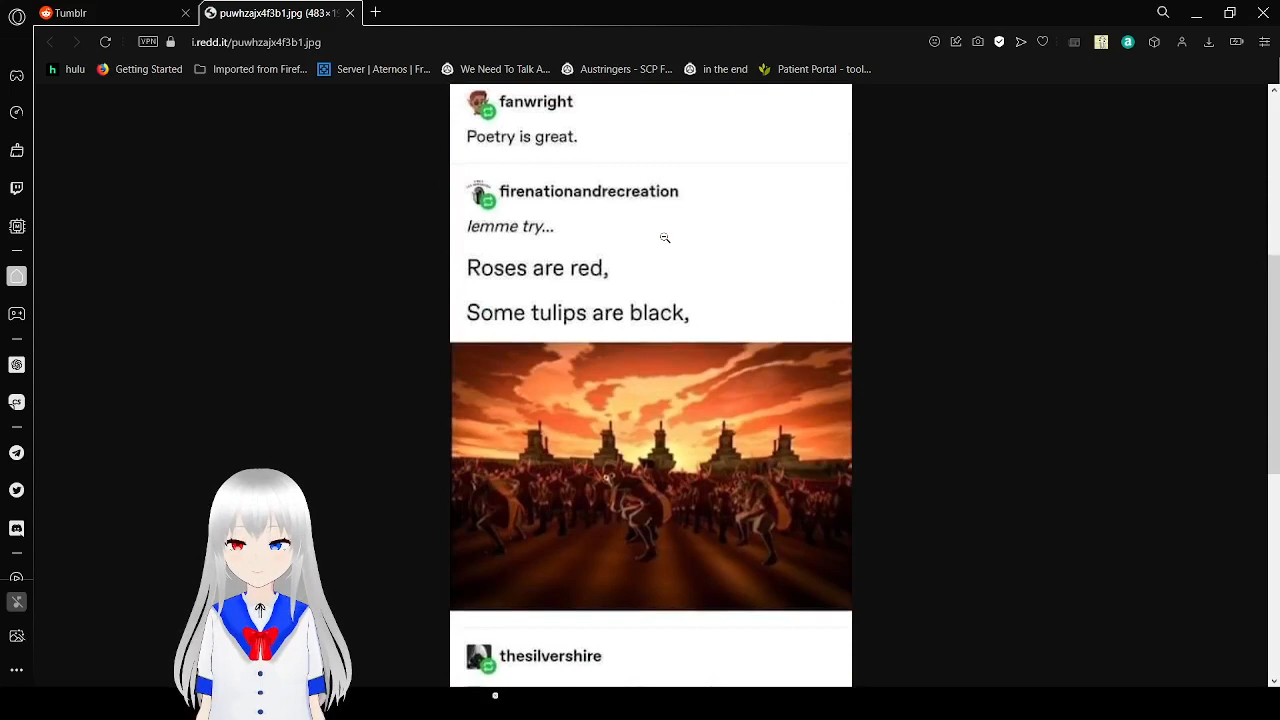 Tumblr
puwhzajx4f3b1.jpg (483×19
VPN
i.redd.it/puwhzajx4f3b1.jpg
hulu
Getting Started
Imported from Firef...
Server | Aternos | Fr...
We Need To Talk A...
Austringers - SCP F...
in the end
Patient Portal - tool...
fanwright
Poetry is great.
firenationandrecreation
lemme try...
Roses are red,
Some tulips are black,
thesilvershire